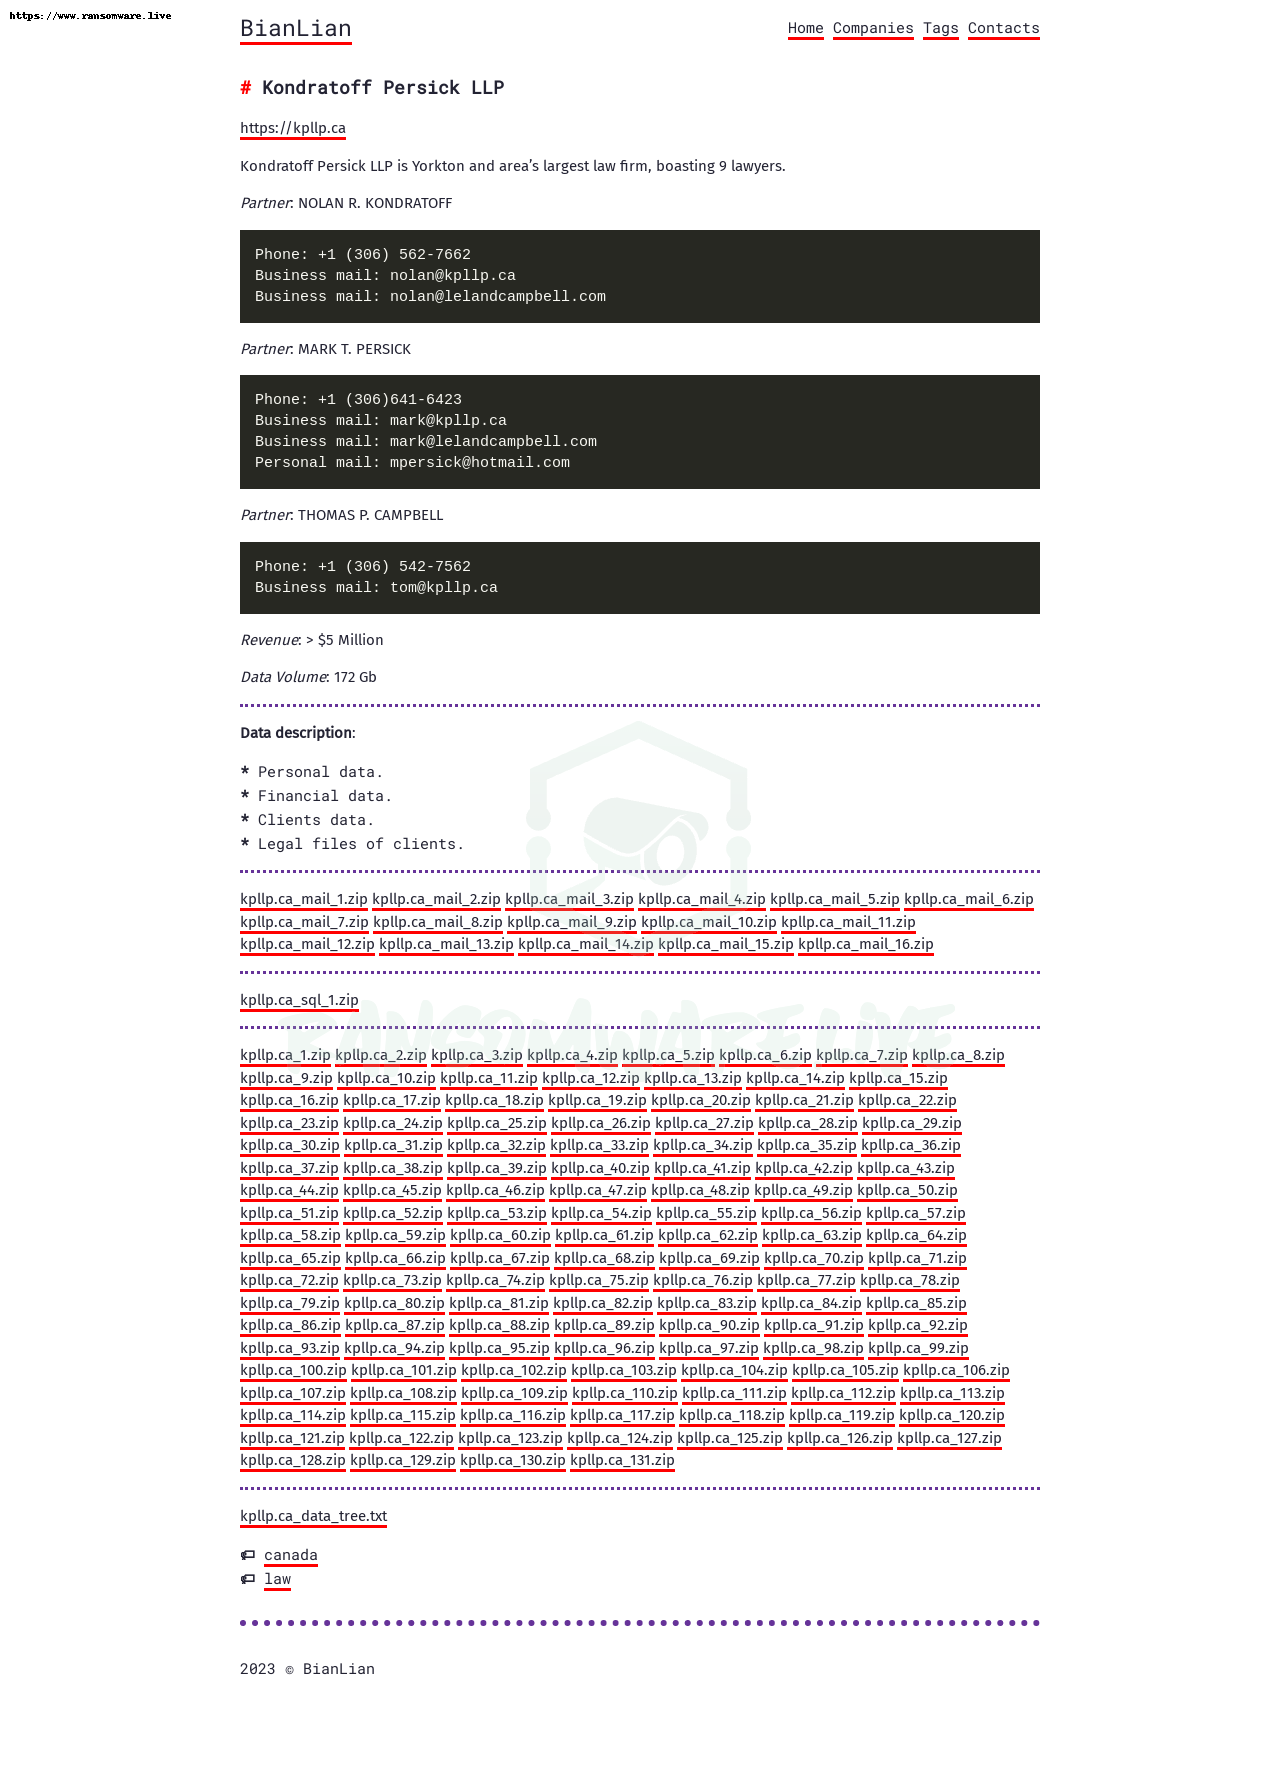 https://www.ransomware.live
BianLian
Home Companies Tags Contacts
# Kondratoff Persick LLP
https://kpllp.ca
Kondratoff Persick LLP is Yorkton and area’s largest law firm, boasting 9 lawyers.
Partner: NOLAN R. KONDRATOFF
Phone: +1 (306) 562-7662
Business mail: nolan@kpllp.ca
Business mail: nolan@lelandcampbell.com
Partner: MARK T. PERSICK
Phone: +1 (306)641-6423
Business mail: mark@kpllp.ca
Business mail: mark@lelandcampbell.com
Personal mail: mpersick@hotmail.com
Partner: THOMAS P. CAMPBELL
Phone: +1 (306) 542-7562
Business mail: tom@kpllp.ca
Revenue: > $5 Million
Data Volume: 172 Gb
Data description:
* Personal data.
* Financial data.
* Clients data.
* Legal files of clients.
kpllp.ca_mail_1.zip kpllp.ca_mail_2.zip kpllp.ca_mail_3.zip kpllp.ca_mail_4.zip kpllp.ca_mail_5.zip kpllp.ca_mail_6.zip
kpllp.ca_mail_7.zip kpllp.ca_mail_8.zip kpllp.ca_mail_9.zip kpllp.ca_mail_10.zip kpllp.ca_mail_11.zip
kpllp.ca_mail_12.zip kpllp.ca_mail_13.zip kpllp.ca_mail_14.zip kpllp.ca_mail_15.zip kpllp.ca_mail_16.zip
kpllp.ca_sql_1.zip
RANSOMWARE.LIVE
kpllp.ca_1.zip kpllp.ca_2.zip kpllp.ca_3.zip kpllp.ca_4.zip kpllp.ca_5.zip kpllp.ca_6.zip kpllp.ca_7.zip kpllp.ca_8.zip
kpllp.ca_9.zip kpllp.ca_10.zip kpllp.ca_11.zip kpllp.ca_12.zip kpllp.ca_13.zip kpllp.ca_14.zip kpllp.ca_15.zip
kpllp.ca_16.zip kpllp.ca_17.zip kpllp.ca_18.zip kpllp.ca_19.zip kpllp.ca_20.zip kpllp.ca_21.zip kpllp.ca_22.zip
kpllp.ca_23.zip kpllp.ca_24.zip kpllp.ca_25.zip kpllp.ca_26.zip kpllp.ca_27.zip kpllp.ca_28.zip kpllp.ca_29.zip
kpllp.ca_30.zip kpllp.ca_31.zip kpllp.ca_32.zip kpllp.ca_33.zip kpllp.ca_34.zip kpllp.ca_35.zip kpllp.ca_36.zip
kpllp.ca_37.zip kpllp.ca_38.zip kpllp.ca_39.zip kpllp.ca_40.zip kpllp.ca_41.zip kpllp.ca_42.zip kpllp.ca_43.zip
kpllp.ca_44.zip kpllp.ca_45.zip kpllp.ca_46.zip kpllp.ca_47.zip kpllp.ca_48.zip kpllp.ca_49.zip kpllp.ca_50.zip
kpllp.ca_51.zip kpllp.ca_52.zip kpllp.ca_53.zip kpllp.ca_54.zip kpllp.ca_55.zip kpllp.ca_56.zip kpllp.ca_57.zip
kpllp.ca_58.zip kpllp.ca_59.zip kpllp.ca_60.zip kpllp.ca_61.zip kpllp.ca_62.zip kpllp.ca_63.zip kpllp.ca_64.zip
kpllp.ca_65.zip kpllp.ca_66.zip kpllp.ca_67.zip kpllp.ca_68.zip kpllp.ca_69.zip kpllp.ca_70.zip kpllp.ca_71.zip
kpllp.ca_72.zip kpllp.ca_73.zip kpllp.ca_74.zip kpllp.ca_75.zip kpllp.ca_76.zip kpllp.ca_77.zip kpllp.ca_78.zip
kpllp.ca_79.zip kpllp.ca_80.zip kpllp.ca_81.zip kpllp.ca_82.zip kpllp.ca_83.zip kpllp.ca_84.zip kpllp.ca_85.zip
kpllp.ca_86.zip kpllp.ca_87.zip kpllp.ca_88.zip kpllp.ca_89.zip kpllp.ca_90.zip kpllp.ca_91.zip kpllp.ca_92.zip
kpllp.ca_93.zip kpllp.ca_94.zip kpllp.ca_95.zip kpllp.ca_96.zip kpllp.ca_97.zip kpllp.ca_98.zip kpllp.ca_99.zip
kpllp.ca_100.zip kpllp.ca_101.zip kpllp.ca_102.zip kpllp.ca_103.zip kpllp.ca_104.zip kpllp.ca_105.zip kpllp.ca_106.zip
kpllp.ca_107.zip kpllp.ca_108.zip kpllp.ca_109.zip kpllp.ca_110.zip kpllp.ca_111.zip kpllp.ca_112.zip kpllp.ca_113.zip
kpllp.ca_114.zip kpllp.ca_115.zip kpllp.ca_116.zip kpllp.ca_117.zip kpllp.ca_118.zip kpllp.ca_119.zip kpllp.ca_120.zip
kpllp.ca_121.zip kpllp.ca_122.zip kpllp.ca_123.zip kpllp.ca_124.zip kpllp.ca_125.zip kpllp.ca_126.zip kpllp.ca_127.zip
kpllp.ca_128.zip kpllp.ca_129.zip kpllp.ca_130.zip kpllp.ca_131.zip
kpllp.ca_data_tree.txt
canada
law
2023 © BianLian